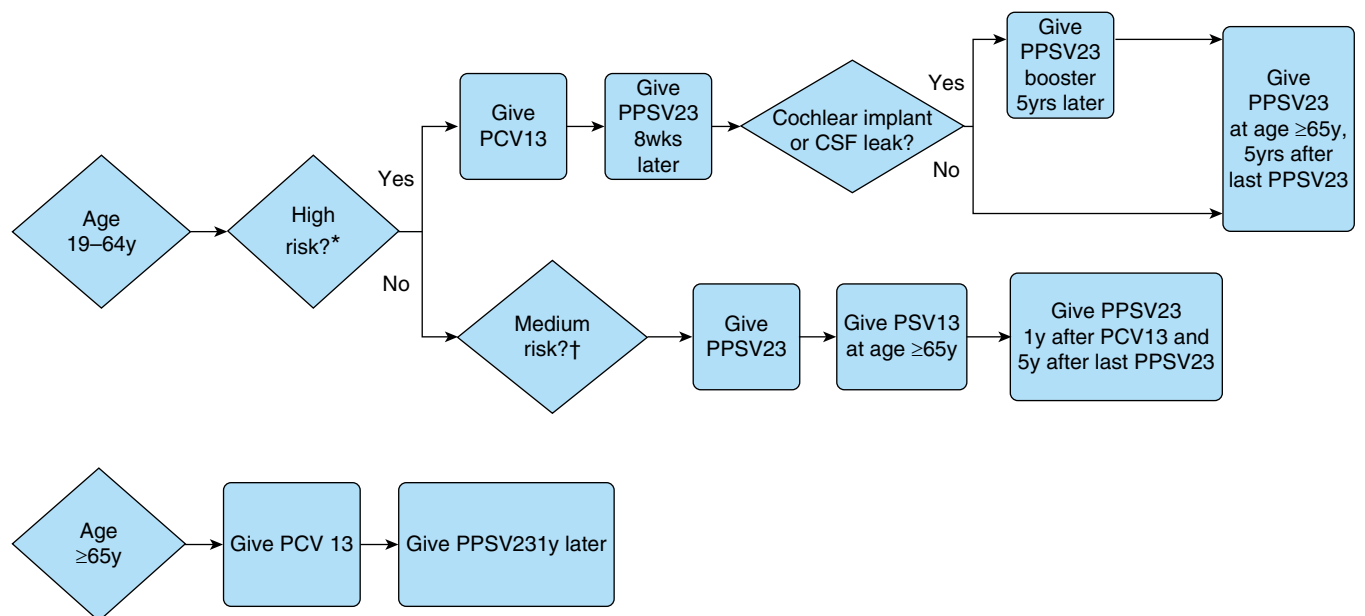 Age
19–64y
High
risk?*
Yes
No
Give
PCV13
Give
PPSV23
8wks
later
Cochlear implant
or CSF leak?
Yes
No
Give
PPSV23
booster
5yrs later
Give
PPSV23
at age ≥65y,
5yrs after
last PPSV23
Medium
risk?†
Give
PPSV23
Give PSV13
at age ≥65y
Give PPSV23
1y after PCV13 and
5y after last PPSV23
Age
≥65y
Give PCV 13
Give PPSV231y later